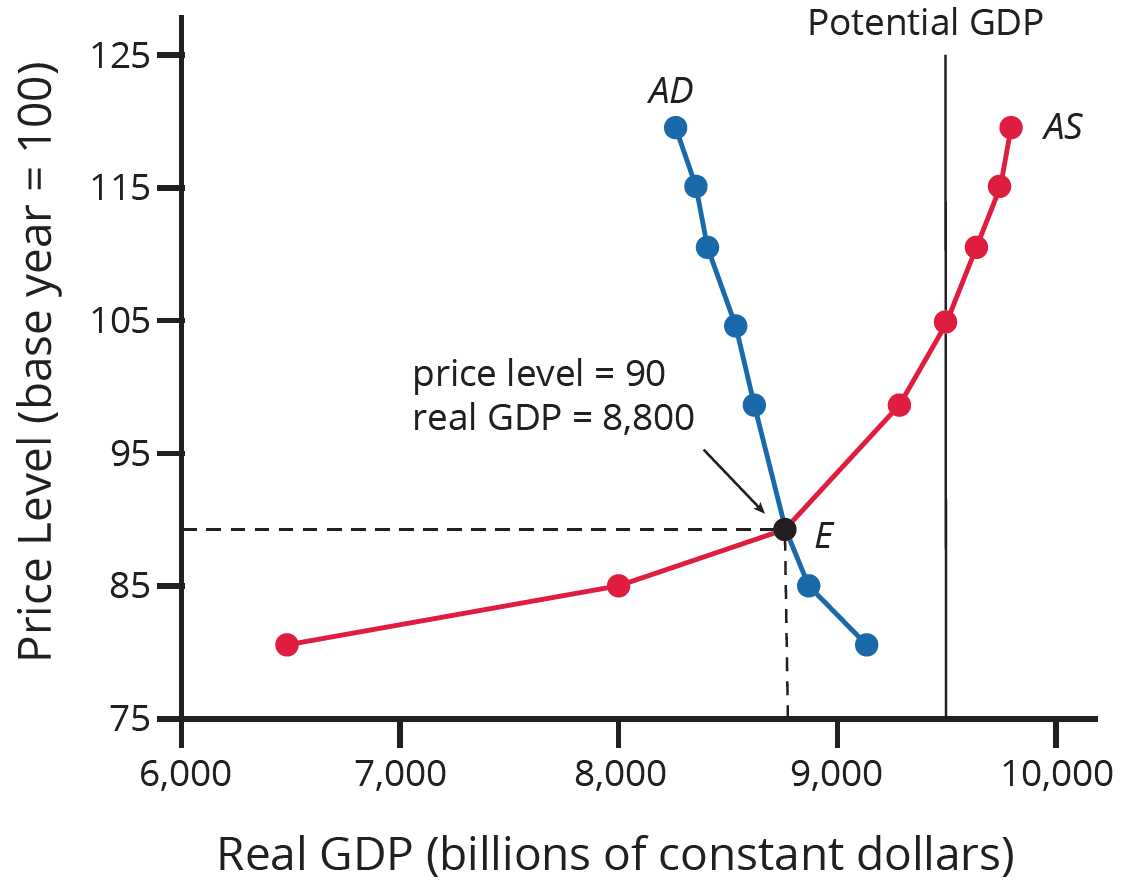 Potential GDP
125
AD
AS
115
105
price level = 90
real GDP = 8,800
95
E
85
75
6,000
7,000
8,000
9,000
10,000
Price Level (base year = 100)
Real GDP (billions of constant dollars)